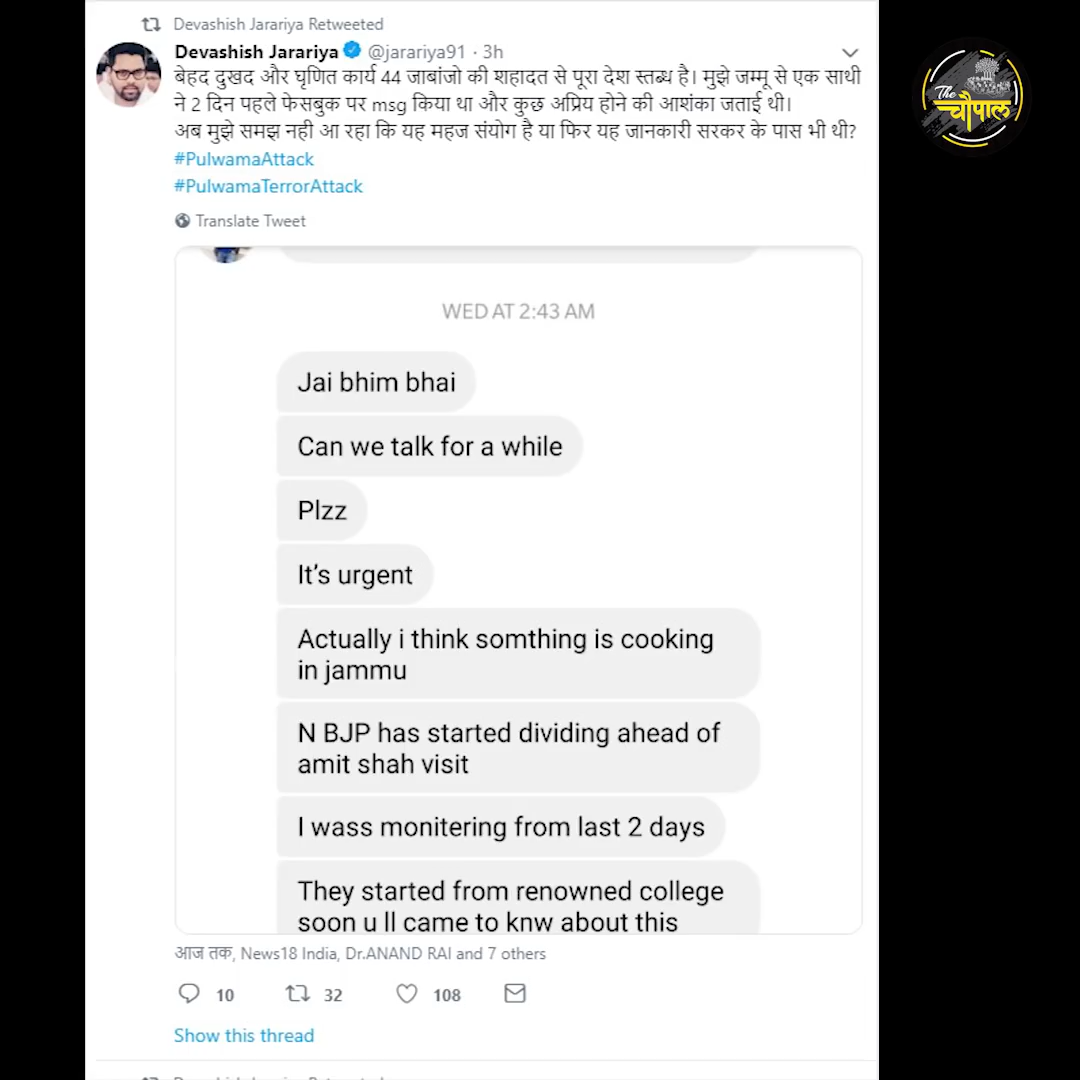 Devashish Jarariya Retweeted
Devashish Jarariya @jarariya91 · 3h
बेहद दुखद और घृणित कार्य 44 जाबांजो की शहादत से पूरा देश स्तब्ध है। मुझे जम्मू से एक साथी
ने 2 दिन पहले फेसबुक पर msg किया था और कुछ अप्रिय होने की आशंका जताई थी।
अब मुझे समझ नही आ रहा कि यह महज संयोग है या फिर यह जानकारी सरकर के पास भी थी?
#PulwamaAttack
#PulwamaTerrorAttack
Translate Tweet
The
चौपाल
WED AT 2:43 AM
Jai bhim bhai
Can we talk for a while
Plzz
It's urgent
Actually i think somthing is cooking
in jammu
N BJP has started dividing ahead of
amit shah visit
I wass monitering from last 2 days
They started from renowned college
soon u ll came to knw about this
आज तक, News18 India, Dr.ANAND RAI and 7 others
10 32 108
Show this thread